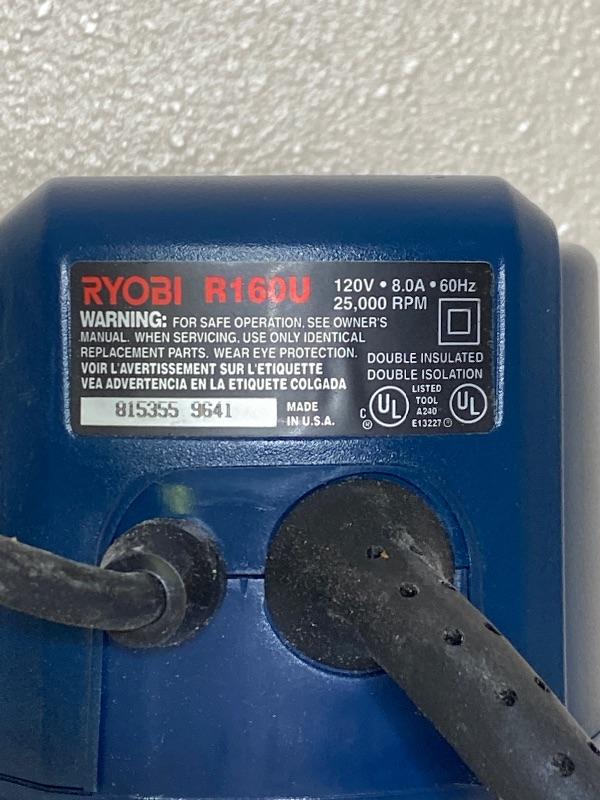 RYOBI R160U
120V • 8.0A • 60Hz
25,000 RPM
WARNING: FOR SAFE OPERATION, SEE OWNER'S
MANUAL. WHEN SERVICING, USE ONLY IDENTICAL
REPLACEMENT PARTS. WEAR EYE PROTECTION.
VOIR L'AVERTISSEMENT SUR L'ETIQUETTE
VEA ADVERTENCIA EN LA ETIQUETE COLGADA
815355 9641
MADE
IN U.S.A.
DOUBLE INSULATED
DOUBLE ISOLATION
C UL
LISTED
TOOL
A240
E13227
UL